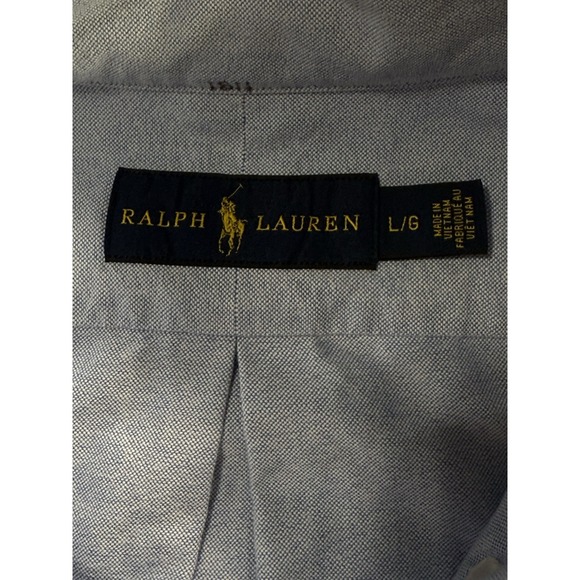 RALPH LAUREN
L/G
MADE IN
VIETNAM
FABRIQUÉ AU
VIET NAM